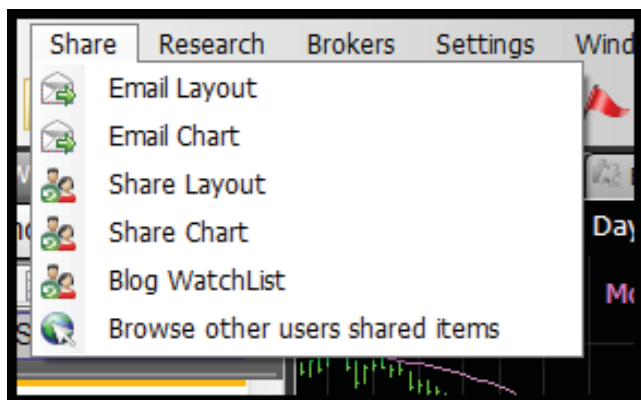 Share Research Brokers Settings Wind
Email Layout
Email Chart
Share Layout
Share Chart
Day
Blog WatchList
Browse other users shared items